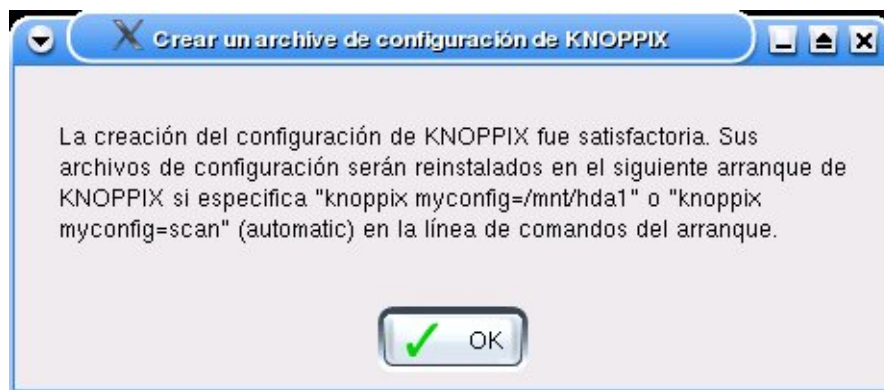 Crear un archive de configuración de KNOPPIX
La creación del configuración de KNOPPIX fue satisfactoria. Sus
archivos de configuración serán reinstalados en el siguiente arranque de
KNOPPIX si especifica "knoppix myconfig=/mnt/hda1" o "knoppix
myconfig=scan" (automatic) en la línea de comandos del arranque.
OK